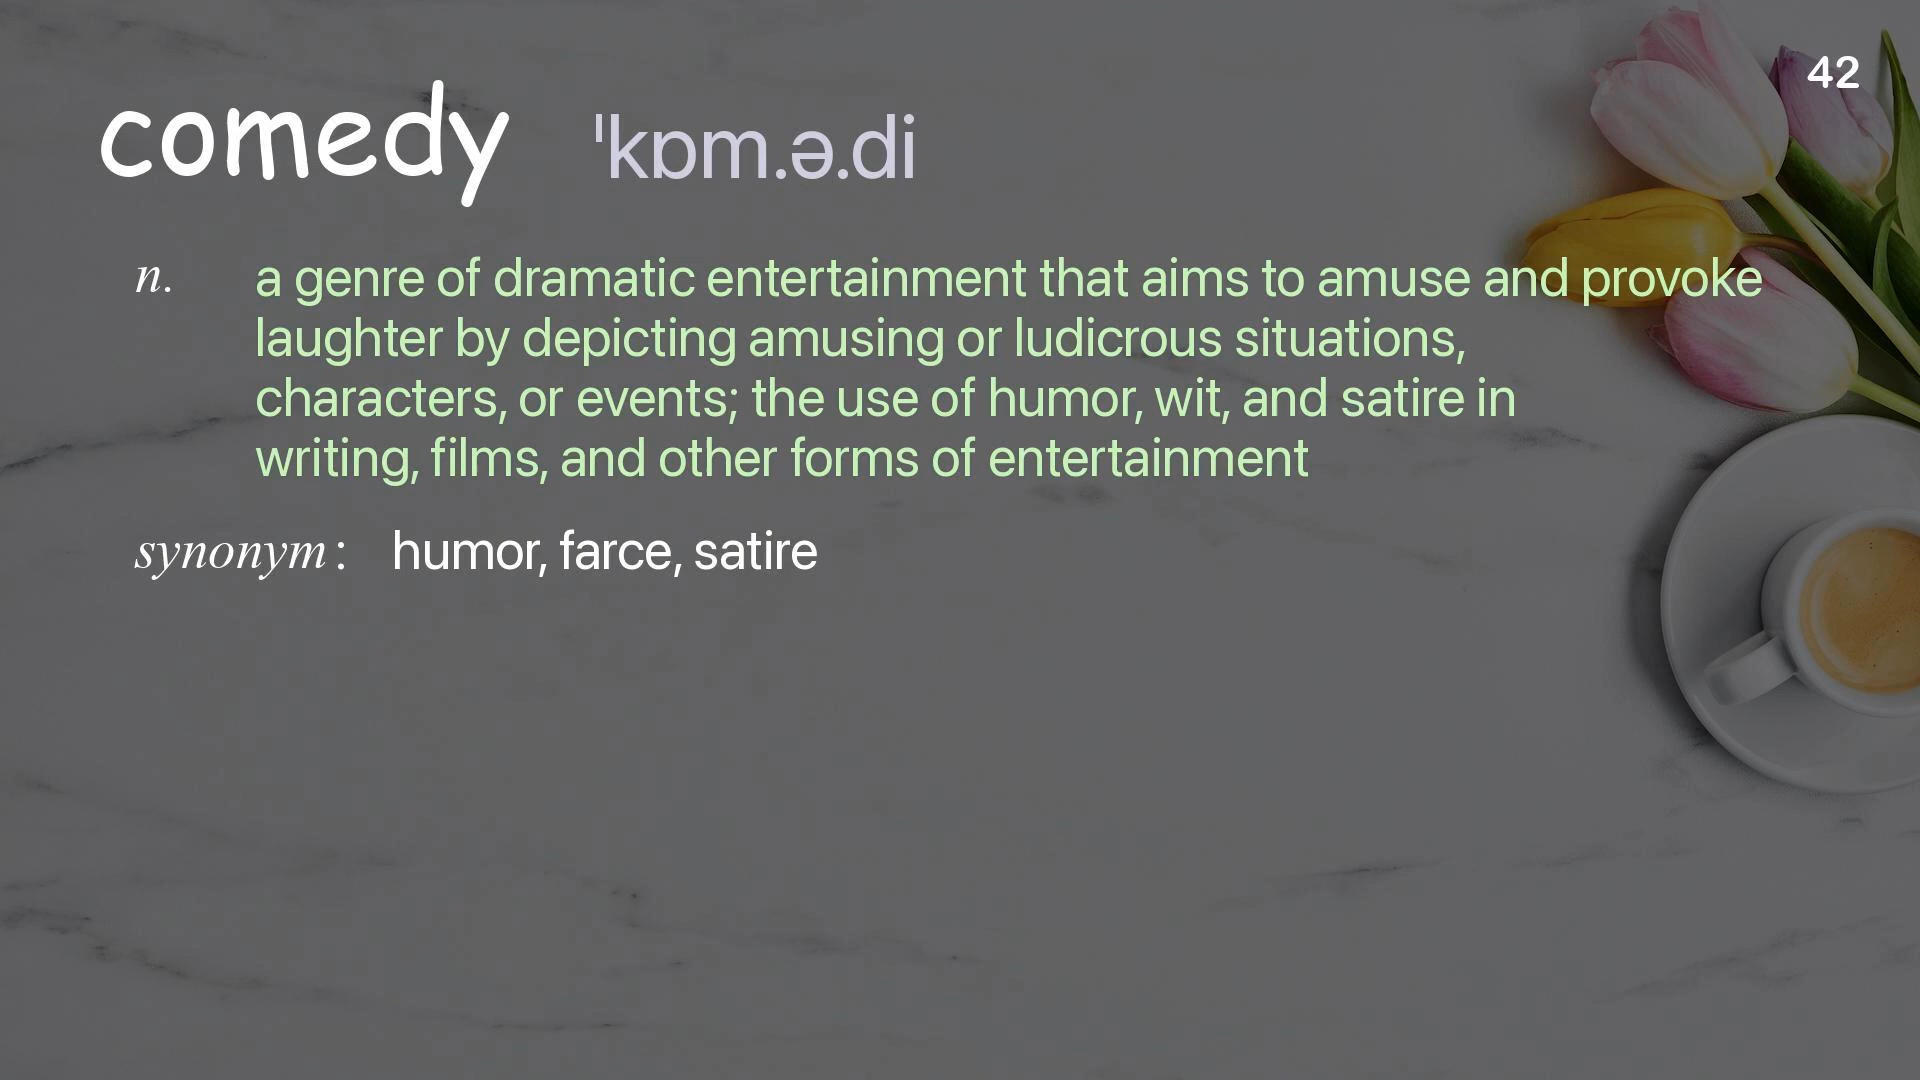 42
comedy ˈkɒm.ə.di
n. a genre of dramatic entertainment that aims to amuse and provoke
laughter by depicting amusing or ludicrous situations,
characters, or events; the use of humor, wit, and satire in
writing, films, and other forms of entertainment
synonym: humor, farce, satire